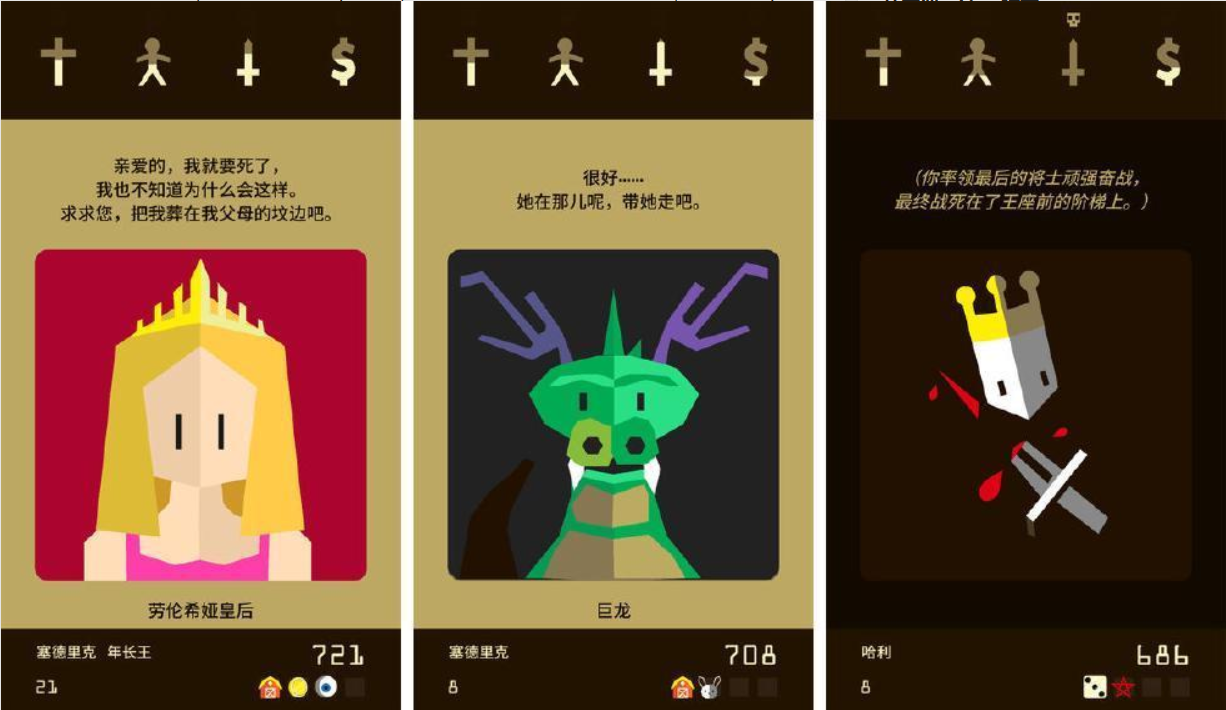 亲爱的，我就要死了，
我也不知道为什么会这样。
求求您，把我葬在我父母的坟边吧。
劳伦希娅皇后
塞德里克 年长王
721
21
很好……
她在那儿呢，带她走吧。
巨龙
塞德里克
708
8
（你率领最后的将士顽强奋战，
最终战死在了王座前的阶梯上。）
哈利
686
8